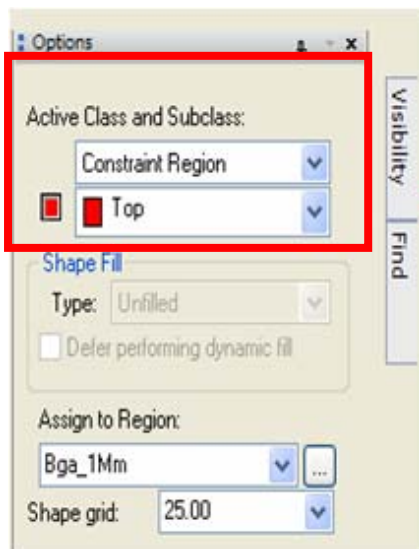 Options
Active Class and Subclass:
Constraint Region
Top
Shape Fill
Type: Unfilled
Defer performing dynamic fill
Assign to Region:
Bga_1Mm
...
Shape grid: 25.00
Visibility
Find